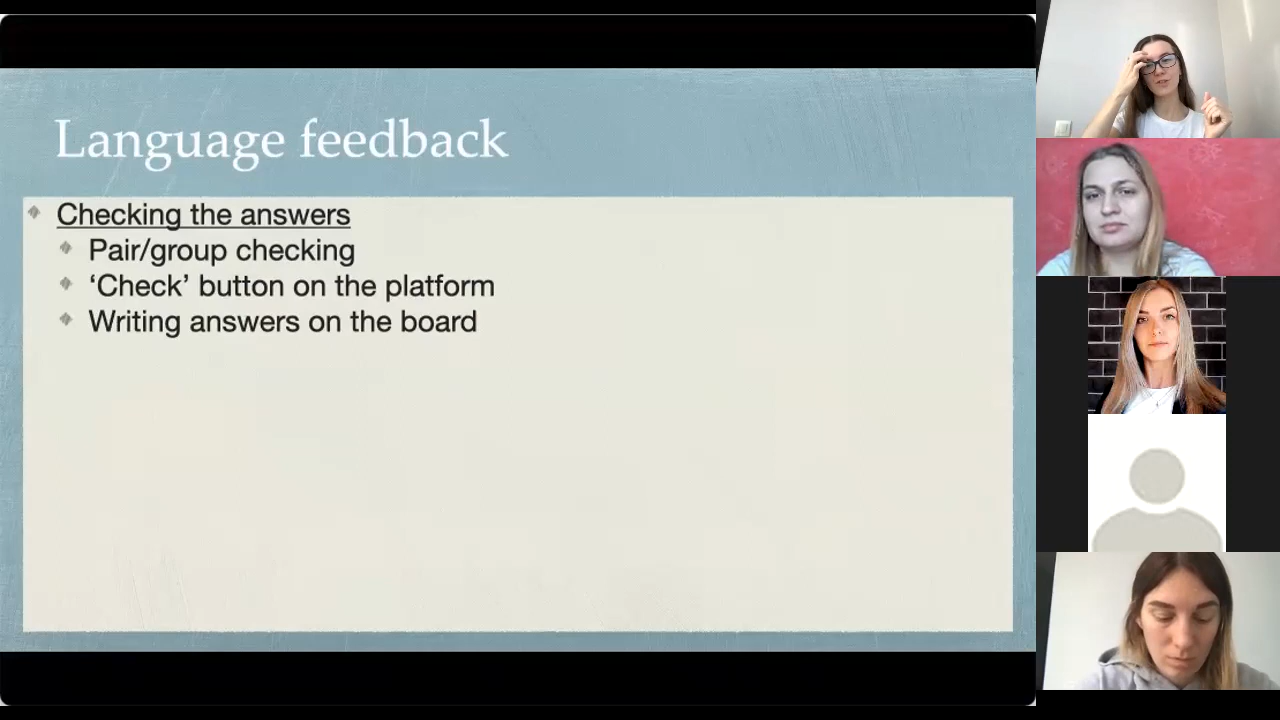 Language feedback
Checking the answers
Pair/group checking
‘Check’ button on the platform
Writing answers on the board